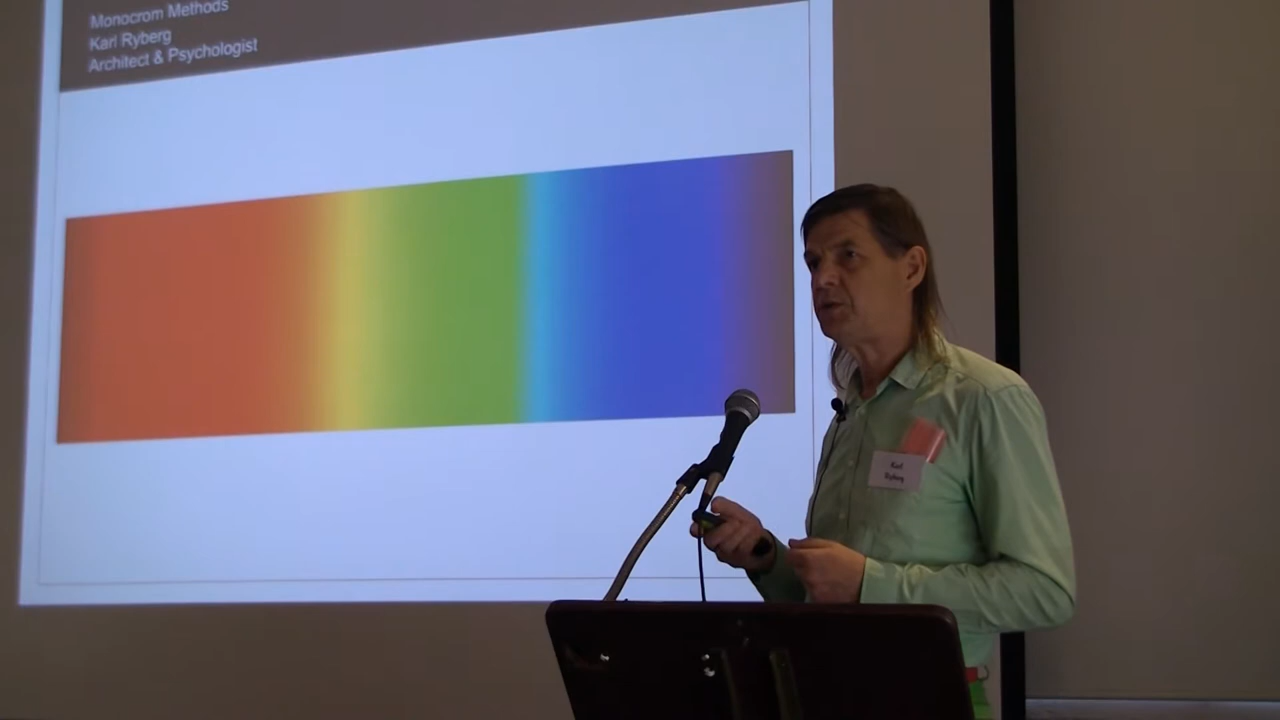 Monocrom Methods
Karl Ryberg
Architect & Psychologist
Karl
Ryberg